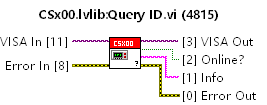 CSx00.lvlib:Query ID.vi (4815)
VISA In [11]
CSX00
[3] VISA Out
[2] Online?
Error In [8]
[1] Info
[0] Error Out